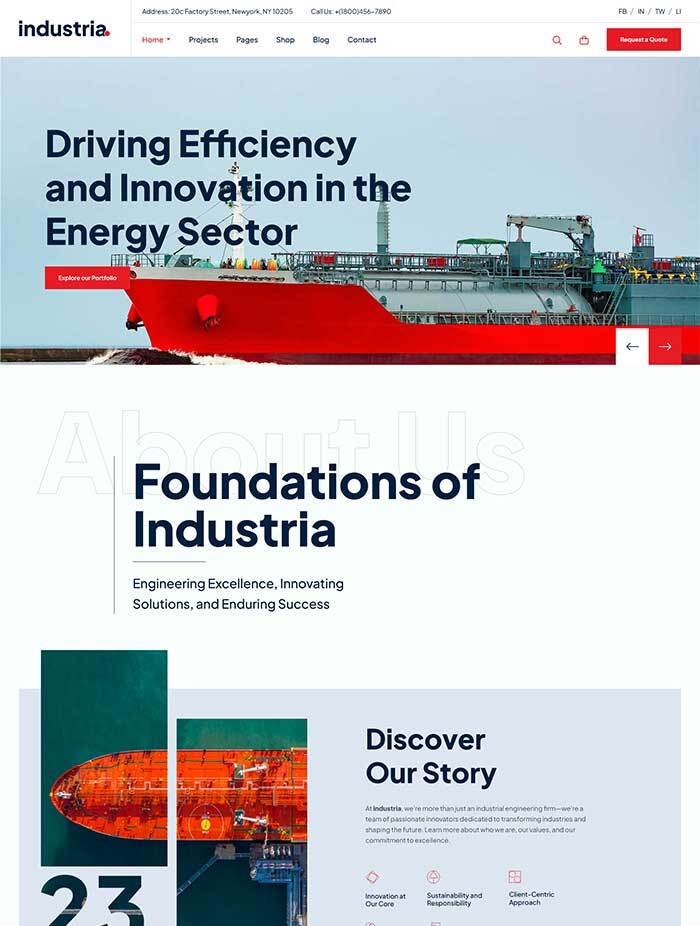 industria.
Address: 20c Factory Street, Newyork, NY 10205
Call Us: +(1800)456-7890
FB / IN / TW / LI
Home
Projects
Pages
Shop
Blog
Contact
Request a Quote
Driving Efficiency
and Innovation in the
Energy Sector
Explore our Portfolio
About Us
Foundations of
Industria
Engineering Excellence, Innovating
Solutions, and Enduring Success
Discover
Our Story
At industria, we're more than just an industrial engineering firm—we're a
team of passionate innovators dedicated to transforming industries and
shaping the future. Learn more about who we are, our values, and our
commitment to excellence.
Innovation at
Our Core
Sustainability and
Responsibility
Client-Centric
Approach
23